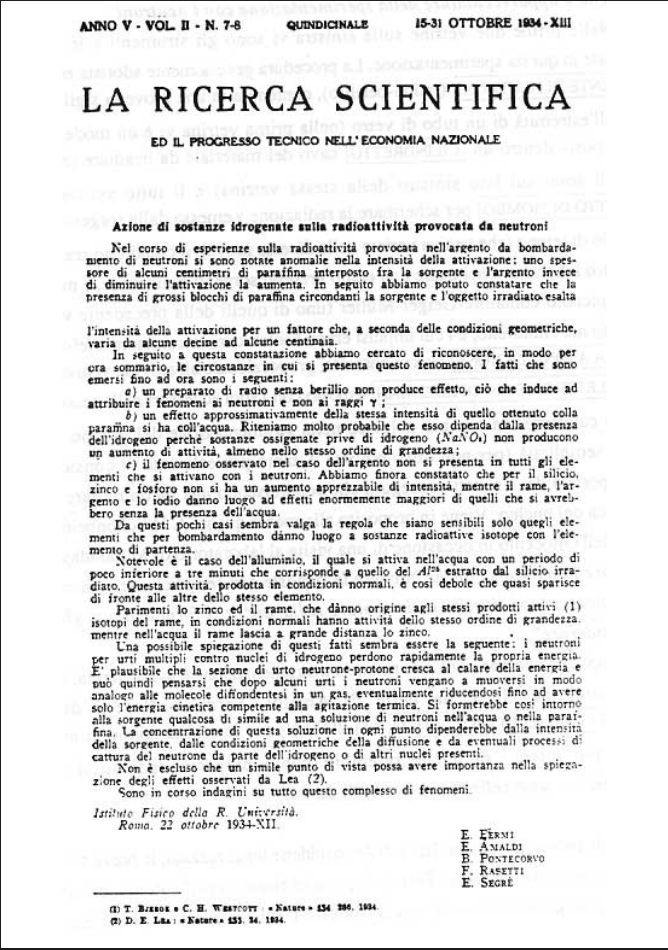 ANNO V - VOL. II - N. 7-8 QUINDICINALE 15-31 OTTOBRE 1934-XIII
LA RICERCA SCIENTIFICA
ED IL PROGRESSO TECNICO NELL'ECONOMIA NAZIONALE
Azione di sostanze idrogenate sulla radioattività provocata da neutroni
Nel corso di esperienze sulla radioattività provocata nell'argento da bombarda-
mento di neutroni si sono notate anomalie nella intensità della attivazione: uno spes-
sore di alcuni centimetri di paraffina interposto fra la sorgente e l'argento invece
di diminuire l'attivazione la aumenta. In seguito abbiamo potuto constatare che la
presenza di grossi blocchi di paraffina circondanti la sorgente e l'oggetto irradiato esalta
l'intensità della attivazione per un fattore che, a seconda delle condizioni geometriche,
varia da alcune decine ad alcune centinaia.
In seguito a questa constatazione abbiamo cercato di riconoscere, in modo per
ora sommario, le circostanze in cui si presenta questo fenomeno. I fatti che sono
emersi fino ad ora sono i seguenti:
a) un preparato di radio senza berillio non produce effetto, ciò che induce ad
attribuire i fenomeni ai neutroni e non ai raggi γ;
b) un effetto approssimativamente della stessa intensità di quello ottenuto colla
paraffina si ha coll'acqua. Riteniamo molto probabile che esso dipenda dalla presenza
dell'idrogeno perchè sostanze ossigenate prive di idrogeno (NaNO₃) non producono
un aumento di attività, almeno nello stesso ordine di grandezza;
c) il fenomeno osservato nel caso dell'argento non si presenta in tutti gli ele-
menti che si attivano con i neutroni. Abbiamo finora constatato che per il silicio,
zinco e fosforo non si ha un aumento apprezzabile di intensità, mentre il rame, l'ar-
gento e lo iodio danno luogo ad effetti enormemente maggiori di quelli che si avreb-
bero senza la presenza dell'acqua.
Da questi pochi casi sembra valga la regola che siano sensibili solo quegli ele-
menti che per bombardamento dànno luogo a sostanze radioattive isotope con l'ele-
mento di partenza.
Notevole è il caso dell'alluminio, il quale si attiva nell'acqua con un periodo di
poco inferiore a tre minuti che corrisponde a quello del Al²⁸ estratto dal silicio irra-
diato. Questa attività, prodotta in condizioni normali, è così debole che quasi sparisce
di fronte alle altre dello stesso elemento.
Parimenti lo zinco ed il rame, che dànno origine agli stessi prodotti attivi (1)
isotopi del rame, in condizioni normali hanno attività dello stesso ordine di grandezza,
mentre nell'acqua il rame lascia a grande distanza lo zinco.
Una possibile spiegazione di questi fatti sembra essere la seguente: i neutroni
per urti multipli contro nuclei di idrogeno perdono rapidamente la propria energia.
E' plausibile che la sezione di urto neutrone-protone cresca al calare della energia e
può quindi pensarsi che dopo alcuni urti i neutroni vengano a muoversi in modo
analogo alle molecole diffondentesi in un gas, eventualmente riducendosi fino ad avere
solo l'energia cinetica competente alla agitazione termica. Si formerebbe così intorno
alla sorgente qualcosa di simile ad una soluzione di neutroni nell'acqua o nella paraf-
fina. La concentrazione di questa soluzione in ogni punto dipenderebbe dalla intensità
della sorgente, dalle condizioni geometriche della diffusione e da eventuali processi di
cattura del neutrone da parte dell'idrogeno o di altri nuclei presenti.
Non è escluso che un simile punto di vista possa avere importanza nella spiega-
zione degli effetti osservati da Lea (2).
Sono in corso indagini su tutto questo complesso di fenomeni.
Istituto Fisico della R. Università.
Roma, 22 ottobre 1934-XII.
E. FERMI
E. AMALDI
B. PONTECORVO
F. RASETTI
E. SEGRÈ
(1) T. BJERGE e C. H. WESTCOTT: « Nature » 134, 286, 1934.
(2) D. E. LEA: « Nature » 133, 24, 1934.